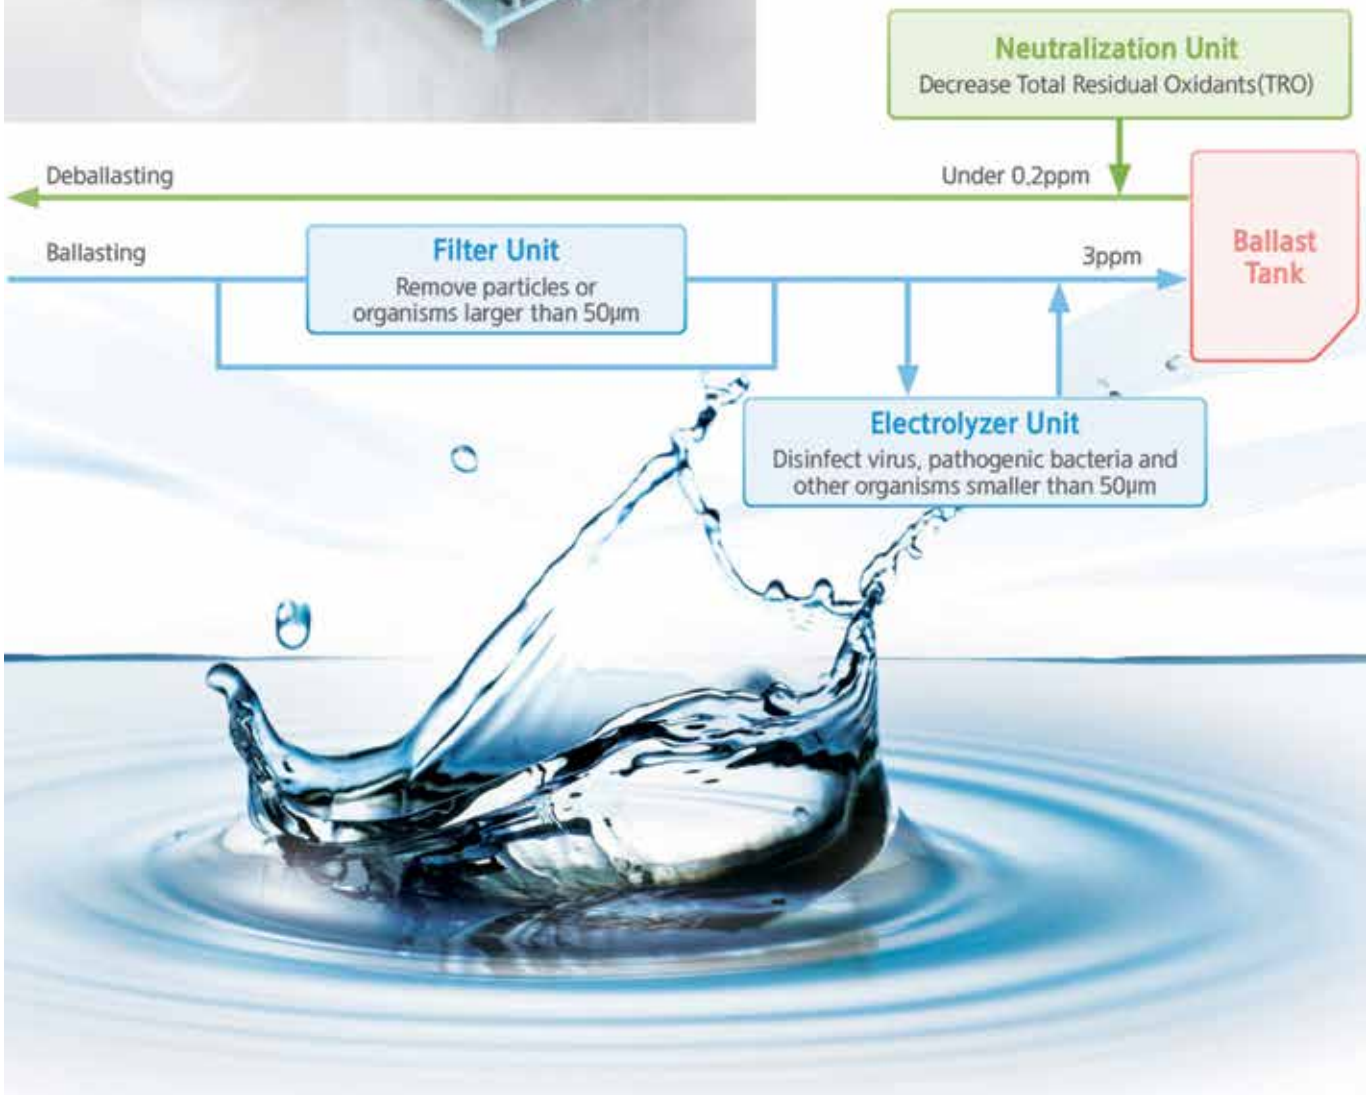 Neutralization Unit
Decrease Total Residual Oxidants(TRO)
Deballasting
Under 0.2ppm
Ballasting
Filter Unit
Remove particles or
organisms larger than 50μm
3ppm
Ballast
Tank
Electrolyzer Unit
Disinfect virus, pathogenic bacteria and
other organisms smaller than 50μm